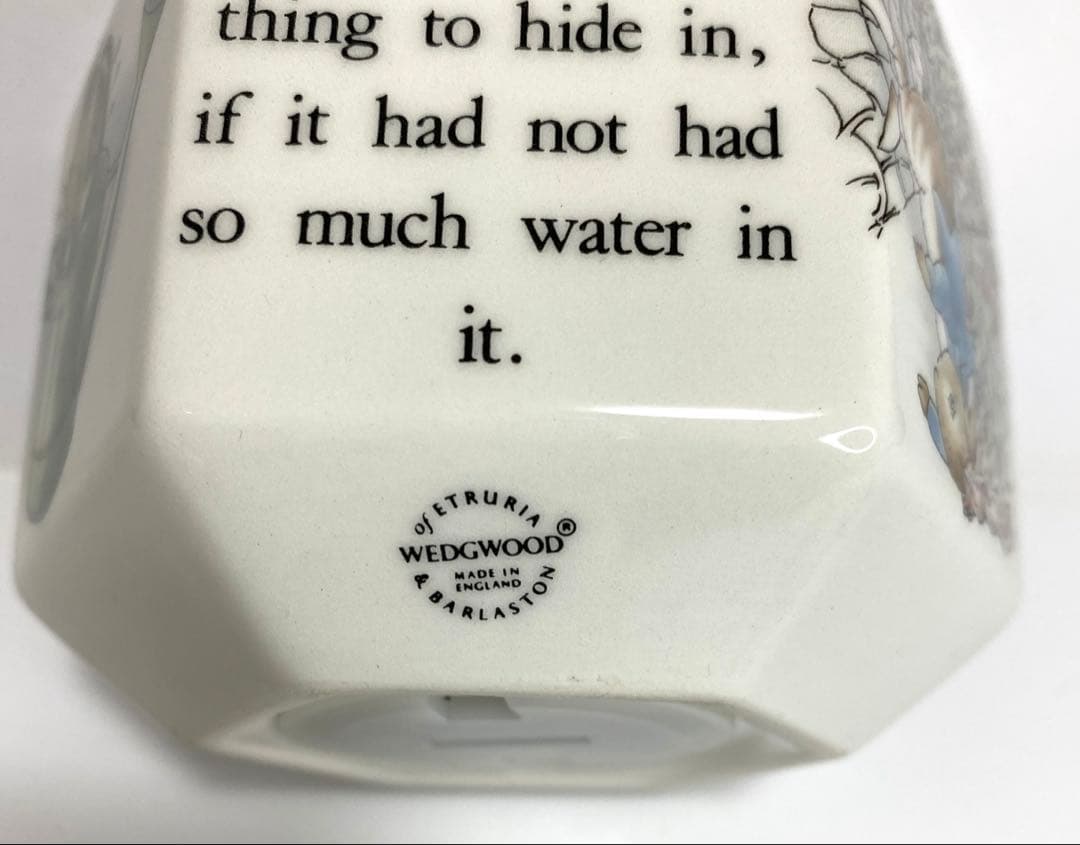 thing to hide in,
if it had not had
so much water in
it.
of ETRURIA
WEDGWOOD®
MADE IN
ENGLAND
& BARLASTON